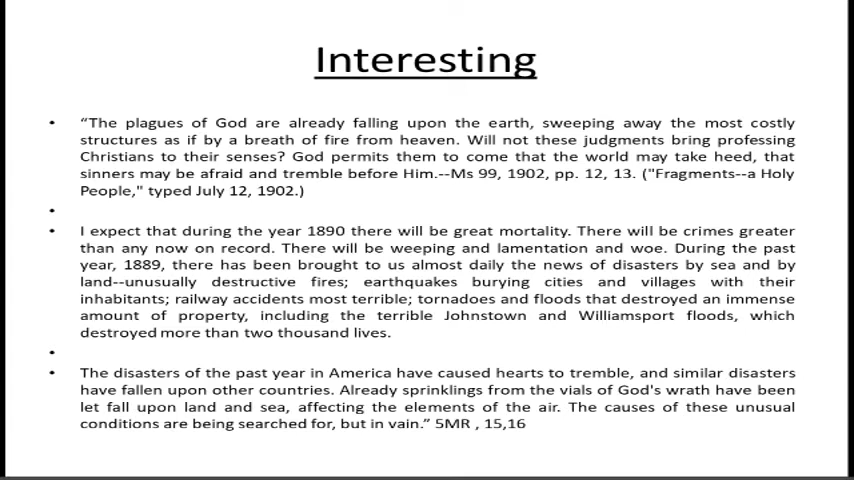 Interesting
• “The plagues of God are already falling upon the earth, sweeping away the most costly
structures as if by a breath of fire from heaven. Will not these judgments bring professing
Christians to their senses? God permits them to come that the world may take heed, that
sinners may be afraid and tremble before Him.--Ms 99, 1902, pp. 12, 13. ("Fragments--a Holy
People," typed July 12, 1902.)
•
• I expect that during the year 1890 there will be great mortality. There will be crimes greater
than any now on record. There will be weeping and lamentation and woe. During the past
year, 1889, there has been brought to us almost daily the news of disasters by sea and by
land--unusually destructive fires; earthquakes burying cities and villages with their
inhabitants; railway accidents most terrible; tornadoes and floods that destroyed an immense
amount of property, including the terrible Johnstown and Williamsport floods, which
destroyed more than two thousand lives.
•
• The disasters of the past year in America have caused hearts to tremble, and similar disasters
have fallen upon other countries. Already sprinklings from the vials of God's wrath have been
let fall upon land and sea, affecting the elements of the air. The causes of these unusual
conditions are being searched for, but in vain.” 5MR , 15,16